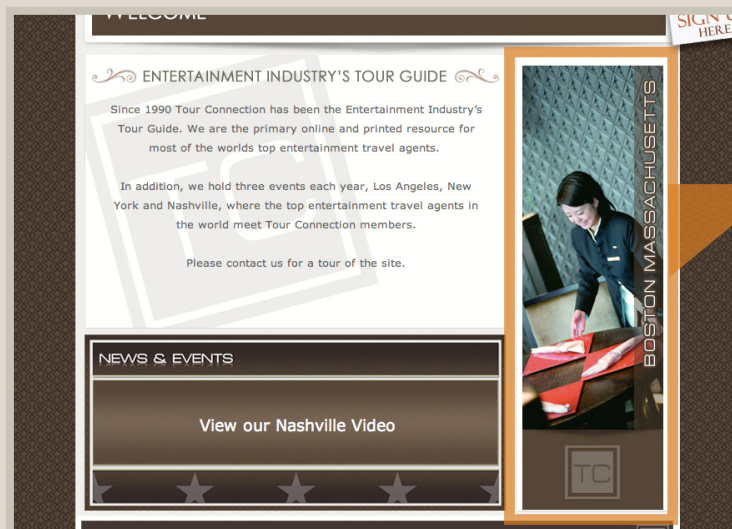 WELCOME
SIGN
HERE
ENTERTAINMENT INDUSTRY'S TOUR GUIDE
Since 1990 Tour Connection has been the Entertainment Industry's
Tour Guide. We are the primary online and printed resource for
most of the worlds top entertainment travel agents.
In addition, we hold three events each year, Los Angeles, New
York and Nashville, where the top entertainment travel agents in
the world meet Tour Connection members.
Please contact us for a tour of the site.
TC
BOSTON MASSACHUSETTS
NEWS & EVENTS
View our Nashville Video
TC